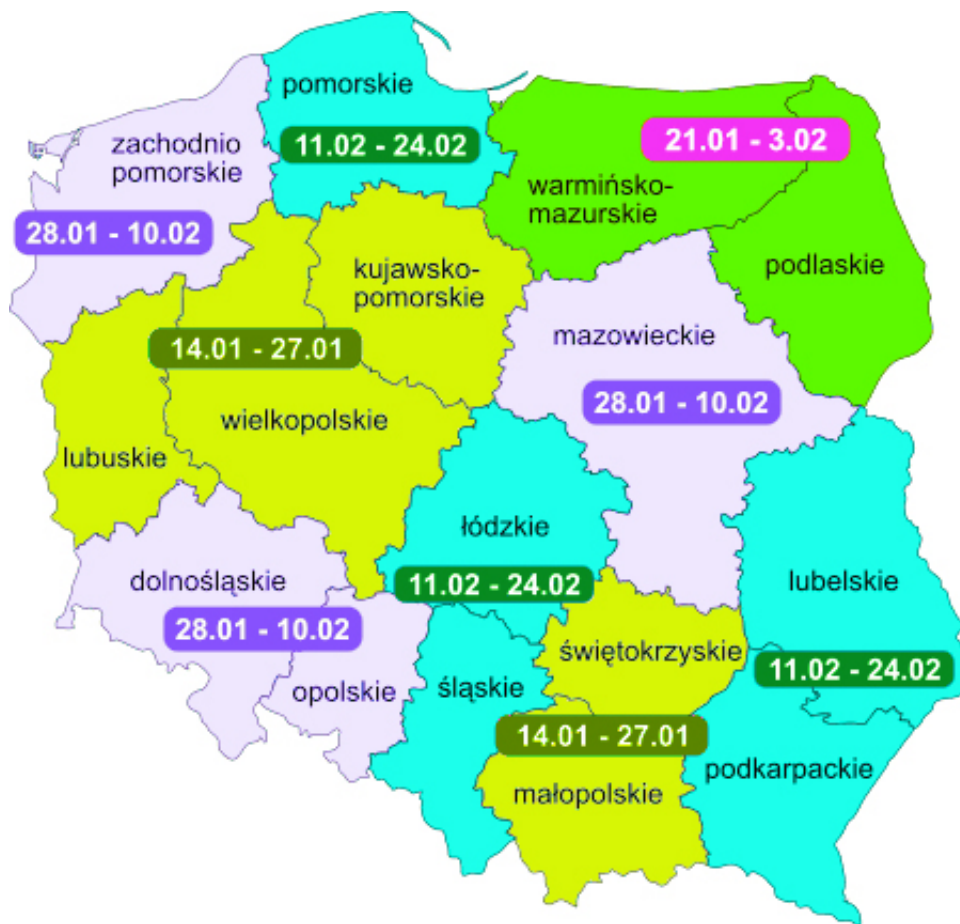 pomorskie
11.02 - 24.02
zachodnio
pomorskie
28.01 - 10.02
21.01 - 3.02
warmińsko-
mazurskie
podlaskie
kujawsko-
pomorskie
14.01 - 27.01
wielkopolskie
lubuskie
mazowieckie
28.01 - 10.02
łódzkie
11.02 - 24.02
dolnośląskie
28.01 - 10.02
opolskie
śląskie
świętokrzyskie
14.01 - 27.01
małopolskie
lubelskie
11.02 - 24.02
podkarpackie